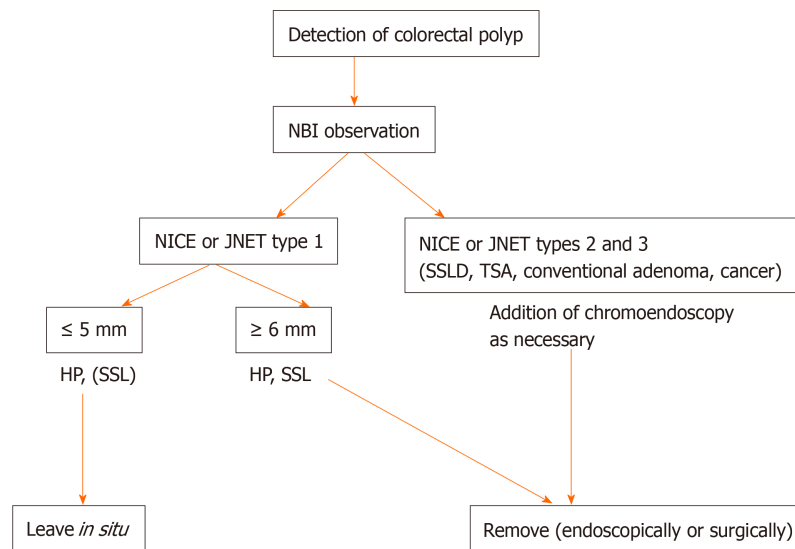 Detection of colorectal polyp
NBI observation
NICE or JNET type 1
NICE or JNET types 2 and 3
(SSLD, TSA, conventional adenoma, cancer)
Addition of chromoendoscopy
as necessary
≤ 5 mm
≥ 6 mm
HP, (SSL)
HP, SSL
Leave in situ
Remove (endoscopically or surgically)